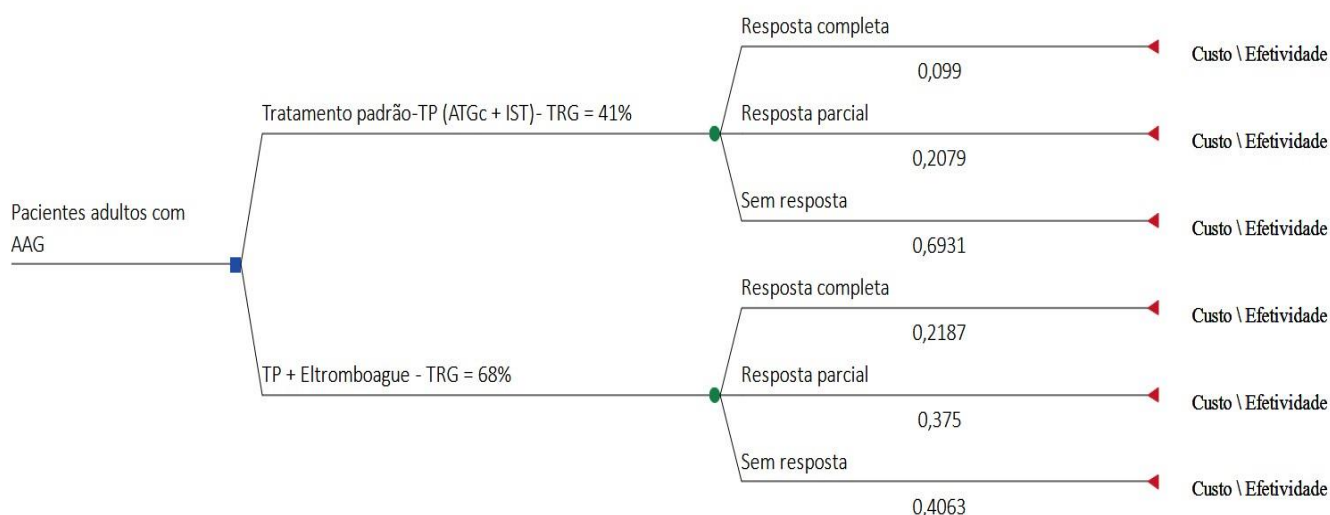 Resposta completa
0,099
Custo \ Efetividade
Tratamento padrão-TP (ATGc + IST)- TRG = 41%
Resposta parcial
0,2079
Custo \ Efetividade
Sem resposta
0,6931
Custo \ Efetividade
Pacientes adultos com
AAG
Resposta completa
0,2187
Custo \ Efetividade
TP + Eltromboague - TRG = 68%
Resposta parcial
0,375
Custo \ Efetividade
Sem resposta
0,4063
Custo \ Efetividade